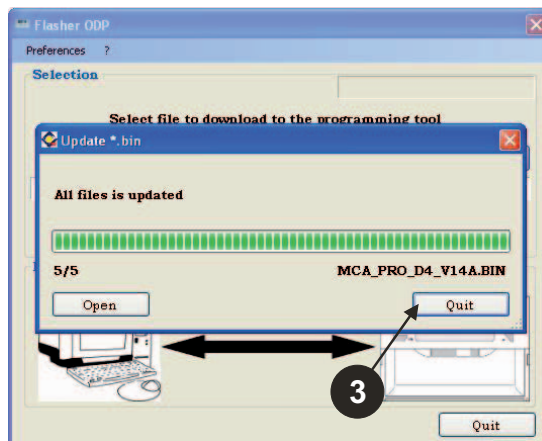 Flasher ODP
Preferences ?
Selection
Select file to download to the programming tool
Update *.bin
All files is updated
5/5 MCA_PRO_D4_V14A.BIN
Open Quit
3
Quit